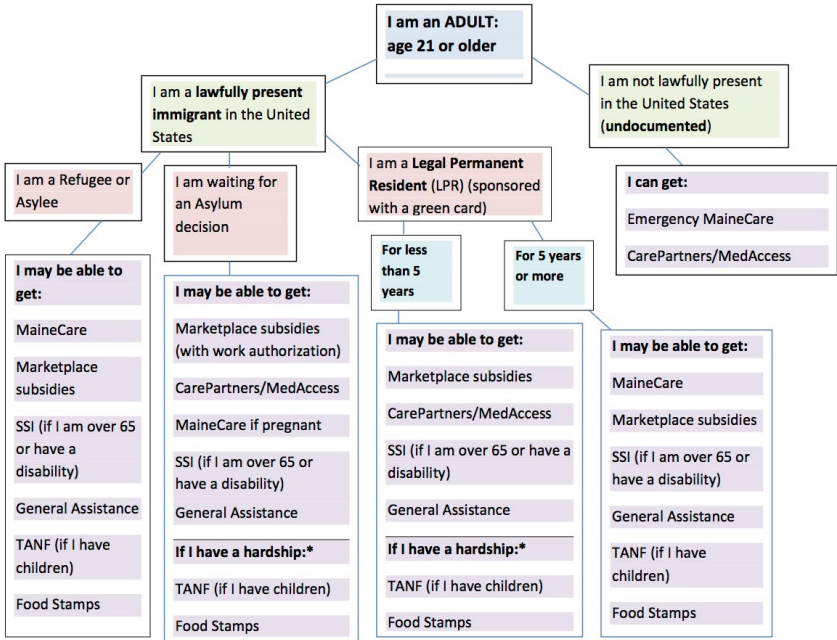 I am an ADULT:
age 21 or older
I am a lawfully present
immigrant in the United
States
I am not lawfully present
in the United States
(undocumented)
I am a Refugee or
Asylee
I am waiting for
an Asylum
decision
I am a Legal Permanent
Resident (LPR) (sponsored
with a green card)
I can get:
Emergency MaineCare
CarePartners/MedAccess
For less
than 5
years
For 5 years
or more
I may be able to
get:
MaineCare
Marketplace
subsidies
SSI (if I am over 65
or have a
disability)
General Assistance
TANF (if I have
children)
Food Stamps
I may be able to get:
Marketplace subsidies
(with work authorization)
CarePartners/MedAccess
MaineCare if pregnant
SSI (if I am over 65 or
have a disability)
General Assistance
If I have a hardship:*
TANF (if I have children)
Food Stamps
I may be able to get:
Marketplace subsidies
CarePartners/MedAccess
SSI (if I am over 65 or have a
disability)
General Assistance
If I have a hardship:*
TANF (if I have children)
Food Stamps
I may be able to get:
MaineCare
Marketplace subsidies
SSI (if I am over 65 or
have a disability)
General Assistance
TANF (if I have
children)
Food Stamps